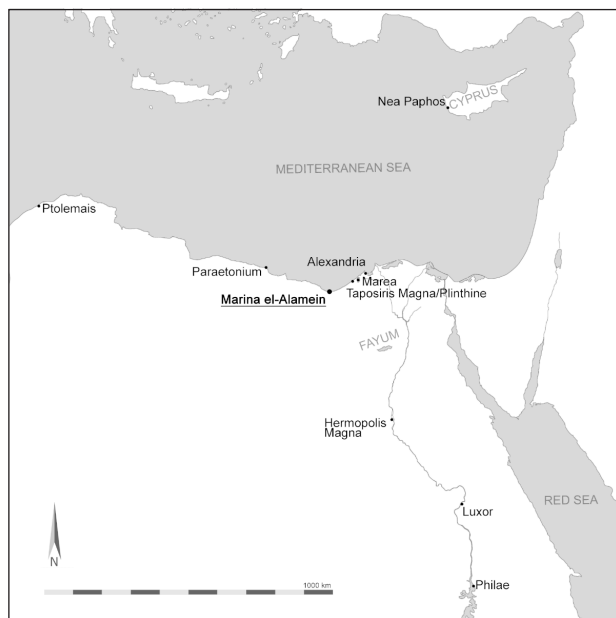 Nea Paphos
CYPRUS
MEDITERRANEAN SEA
Ptolemais
Alexandria
Paraetonium
Marea
Marina el-Alamein
Taposiris Magna/Plinthine
FAYUM
Hermopolis
Magna
RED SEA
Luxor
N
1000 km
Philae